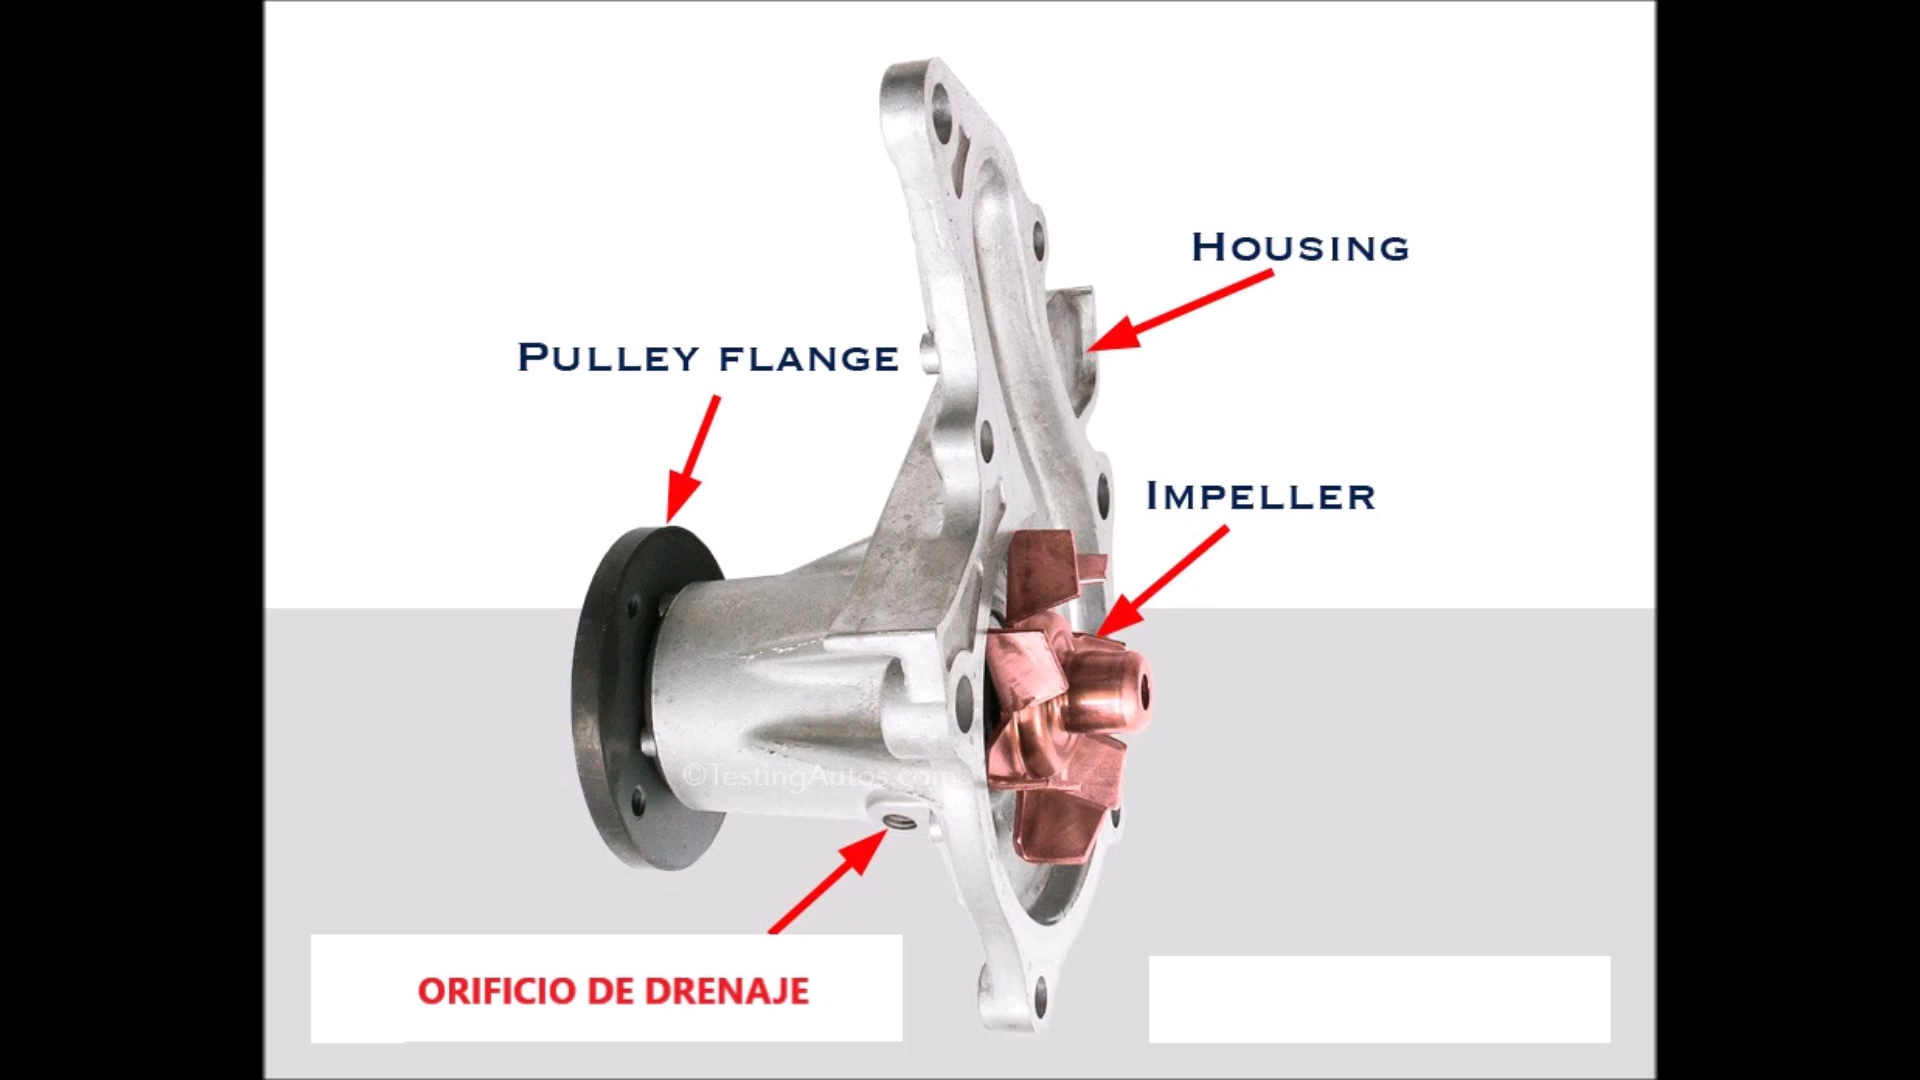 HOUSING
PULLEY FLANGE
IMPELLER
©TestingAutos.com
ORIFICIO DE DRENAJE